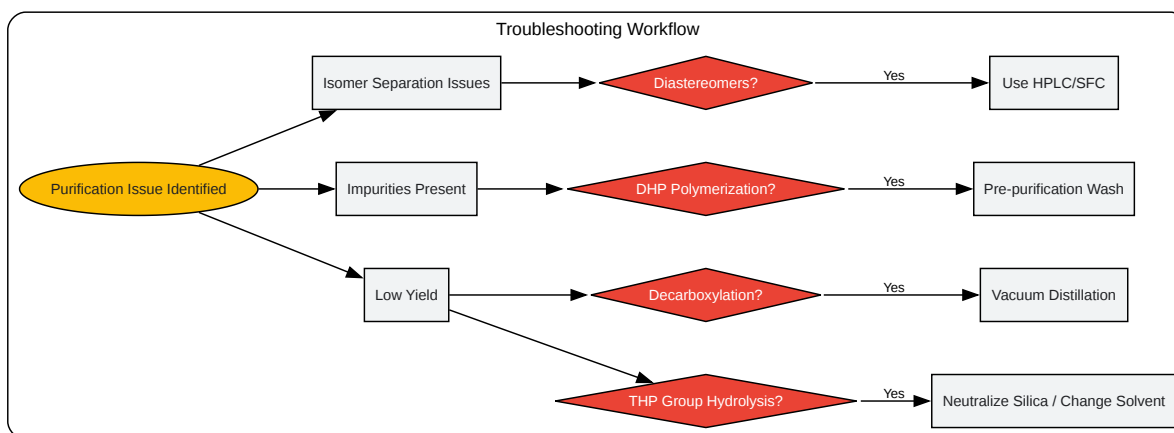 Troubleshooting Workflow
Isomer Separation Issues
Diastereomers?
Yes
Use HPLC/SFC
Purification Issue Identified
Impurities Present
DHP Polymerization?
Yes
Pre-purification Wash
Low Yield
Decarboxylation?
Yes
Vacuum Distillation
THP Group Hydrolysis?
Yes
Neutralize Silica / Change Solvent